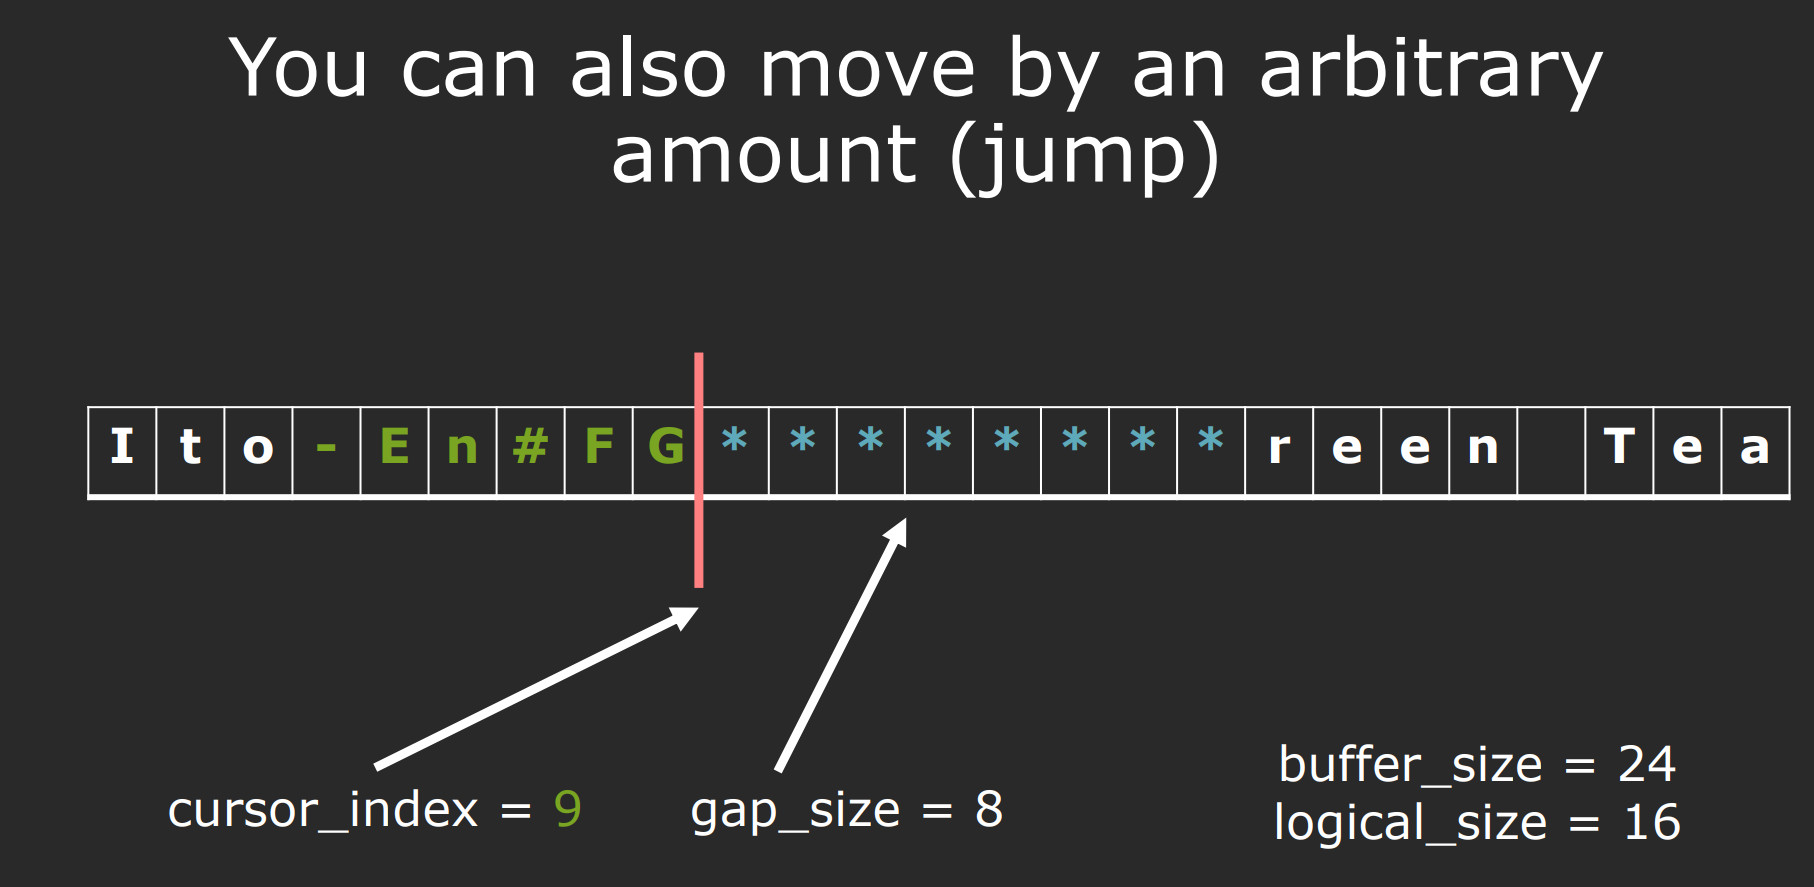 You can also move by an arbitrary
amount (jump)
I t o - E n # F G * * * * * * * * r e e n T e a
cursor_index = 9 gap_size = 8
buffer_size = 24
logical_size = 16